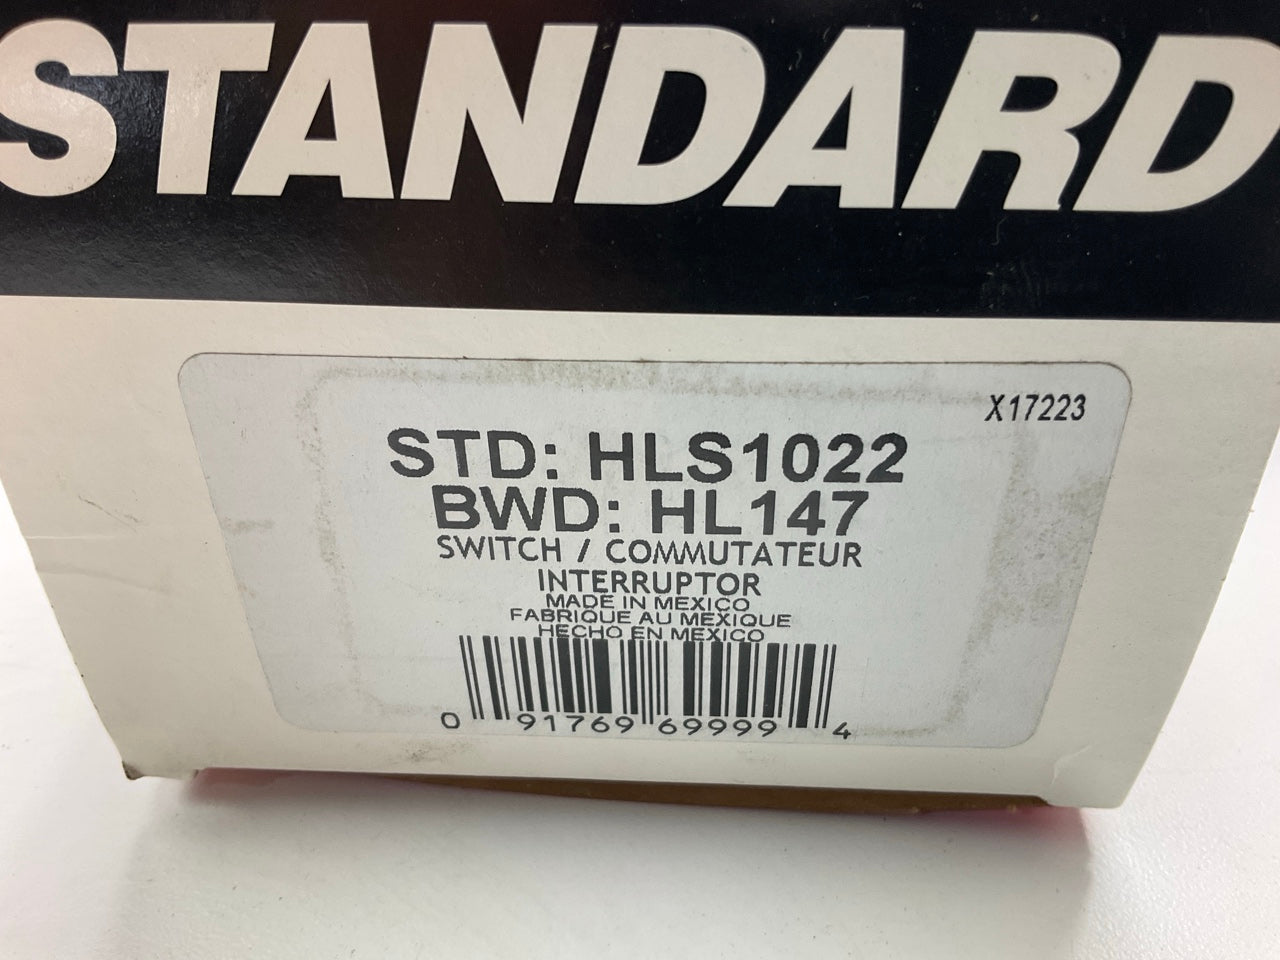 STANDARD
X17223
STD: HLS1022
BWD: HL147
SWITCH / COMMUTATEUR
INTERRUPTOR
MADE IN MEXICO
FABRIQUE AU MEXIQUE
HECHO EN MEXICO
0 91769 69999 4